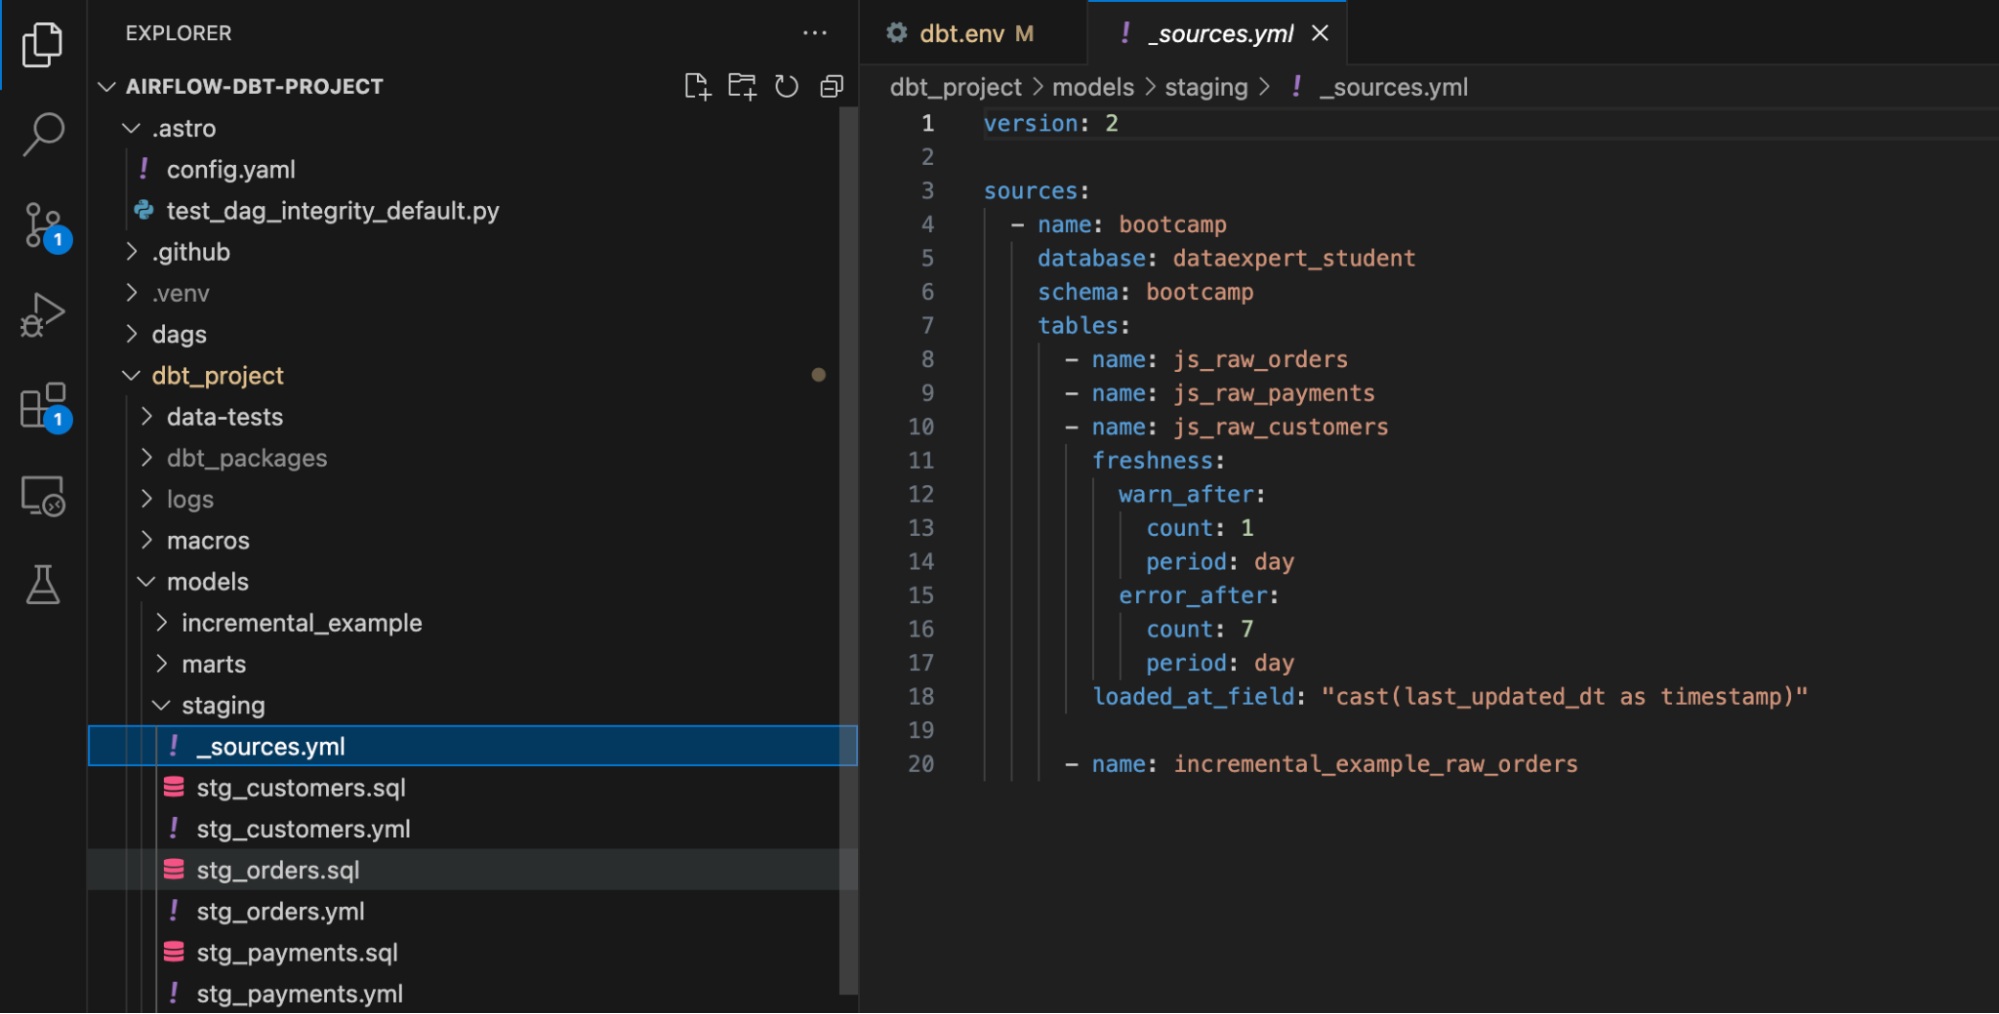 EXPLORER
AIRFLOW-DBT-PROJECT
.astro
! config.yaml
test_dag_integrity_default.py
.github
.venv
dags
dbt_project
data-tests
dbt_packages
logs
macros
models
incremental_example
marts
staging
! _sources.yml
stg_customers.sql
! stg_customers.yml
stg_orders.sql
! stg_orders.yml
stg_payments.sql
! stg_payments.yml
1
1
dbt.env M
! _sources.yml
dbt_project > models > staging > ! _sources.yml
1 version: 2
2
3 sources:
4   - name: bootcamp
5     database: dataexpert_student
6     schema: bootcamp
7     tables:
8       - name: js_raw_orders
9       - name: js_raw_payments
10       - name: js_raw_customers
11         freshness:
12           warn_after:
13             count: 1
14             period: day
15           error_after:
16             count: 7
17             period: day
18         loaded_at_field: "cast(last_updated_dt as timestamp)"
19
20       - name: incremental_example_raw_orders